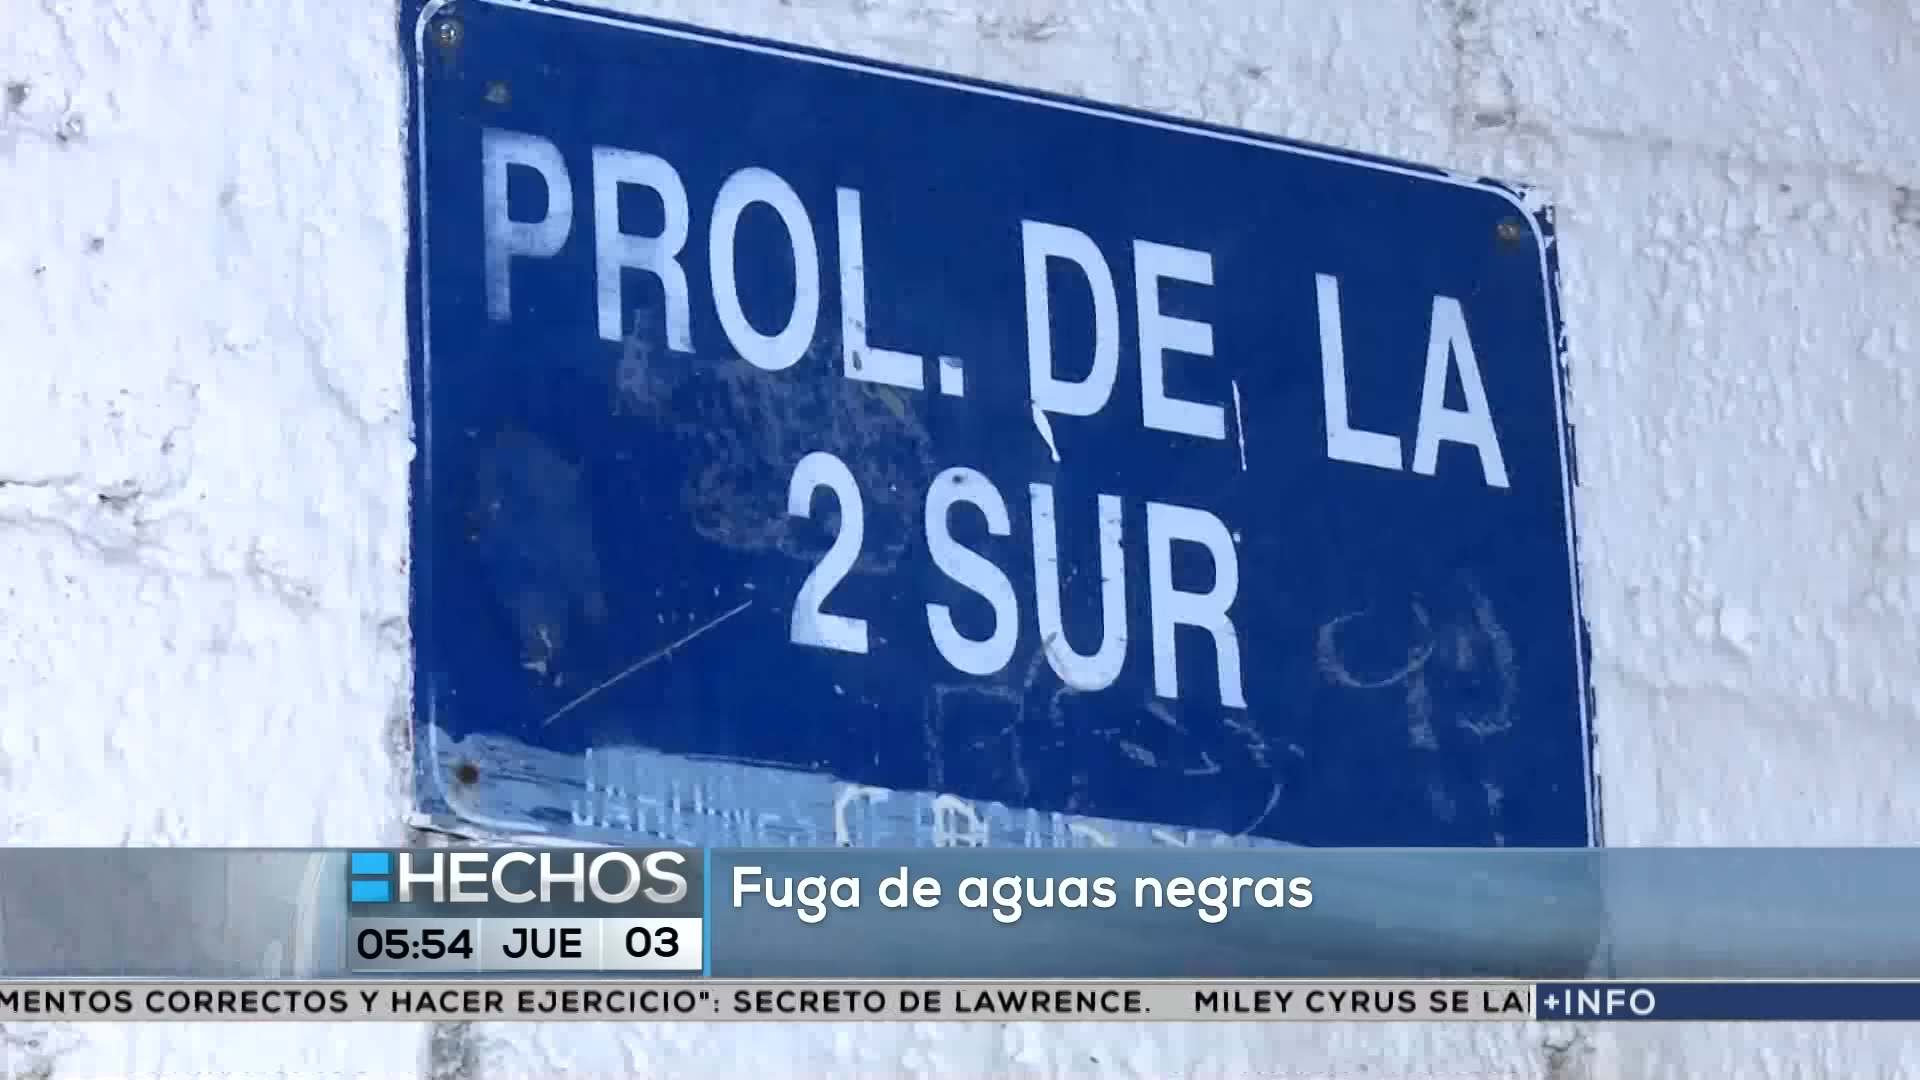 PROL. DE LA
2 SUR
HECHOS
Fuga de aguas negras
05:54 JUE 03
MENTOS CORRECTOS Y HACER EJERCICIO": SECRETO DE LAWRENCE. MILEY CYRUS SE LA
+INFO